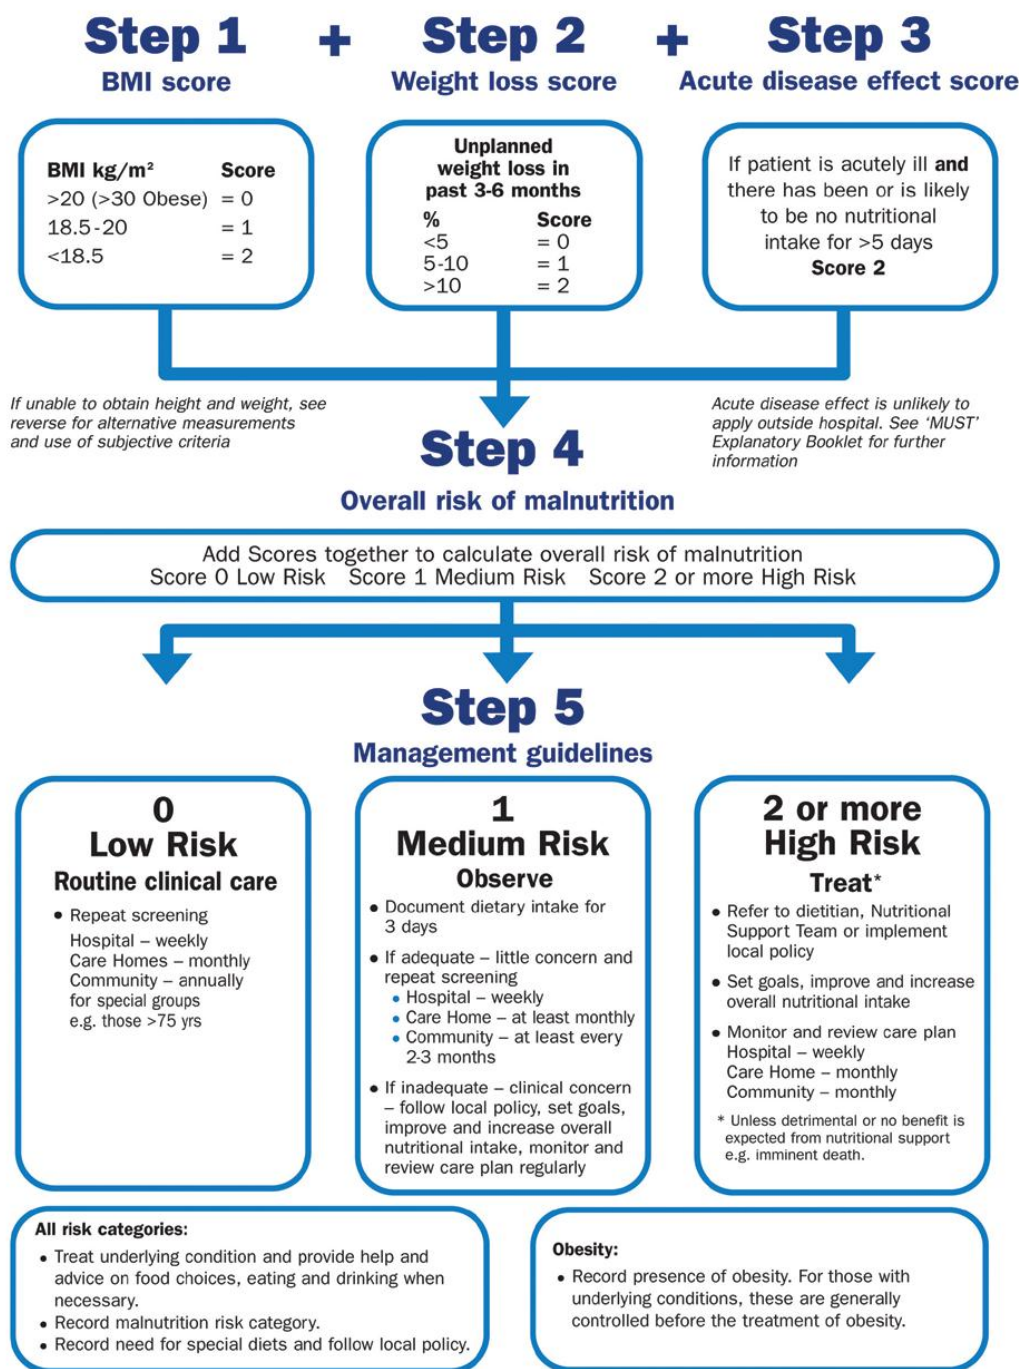 Step 1 + Step 2 + Step 3
BMI score
Weight loss score
Acute disease effect score
BMI kg/m² Score
>20 (>30 Obese) = 0
18.5-20 = 1
<18.5 = 2
Unplanned
weight loss in
past 3-6 months
% Score
<5 = 0
5-10 = 1
>10 = 2
If patient is acutely ill and
there has been or is likely
to be no nutritional
intake for >5 days
Score 2
If unable to obtain height and weight, see
reverse for alternative measurements
and use of subjective criteria
Acute disease effect is unlikely to
apply outside hospital. See ‘MUST’
Explanatory Booklet for further
information
Step 4
Overall risk of malnutrition
Add Scores together to calculate overall risk of malnutrition
Score 0 Low Risk Score 1 Medium Risk Score 2 or more High Risk
Step 5
Management guidelines
0
Low Risk
Routine clinical care
• Repeat screening
Hospital – weekly
Care Homes – monthly
Community – annually
for special groups
e.g. those >75 yrs
1
Medium Risk
Observe
• Document dietary intake for
3 days
• If adequate – little concern and
repeat screening
• Hospital – weekly
• Care Home – at least monthly
• Community – at least every
2-3 months
• If inadequate – clinical concern
– follow local policy, set goals,
improve and increase overall
nutritional intake, monitor and
review care plan regularly
2 or more
High Risk
Treat*
• Refer to dietitian, Nutritional
Support Team or implement
local policy
• Set goals, improve and increase
overall nutritional intake
• Monitor and review care plan
Hospital – weekly
Care Home – monthly
Community – monthly
* Unless detrimental or no benefit is
expected from nutritional support
e.g. imminent death.
All risk categories:
• Treat underlying condition and provide help and
advice on food choices, eating and drinking when
necessary.
• Record malnutrition risk category.
• Record need for special diets and follow local policy.
Obesity:
• Record presence of obesity. For those with
underlying conditions, these are generally
controlled before the treatment of obesity.